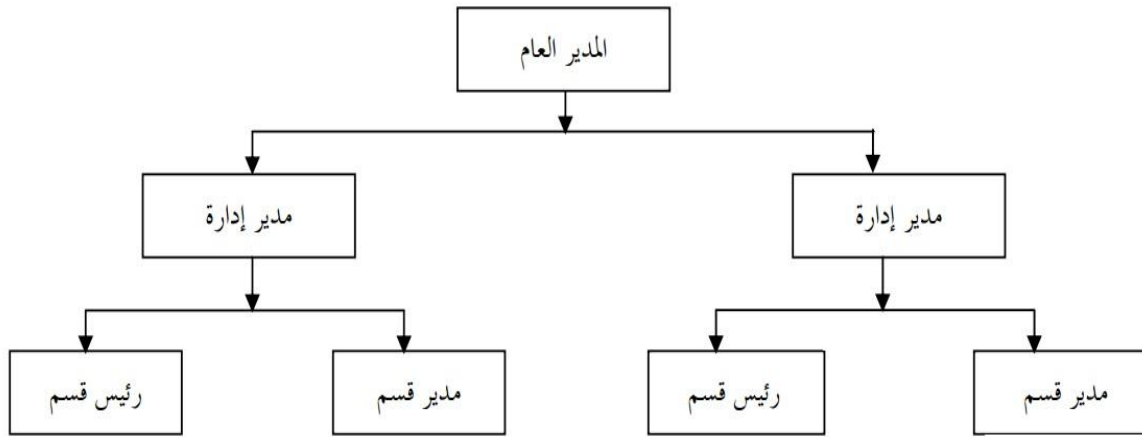 المدير العام
مدير إدارة
مدير إدارة
مدير قسم
رئيس قسم
مدير قسم
رئيس قسم